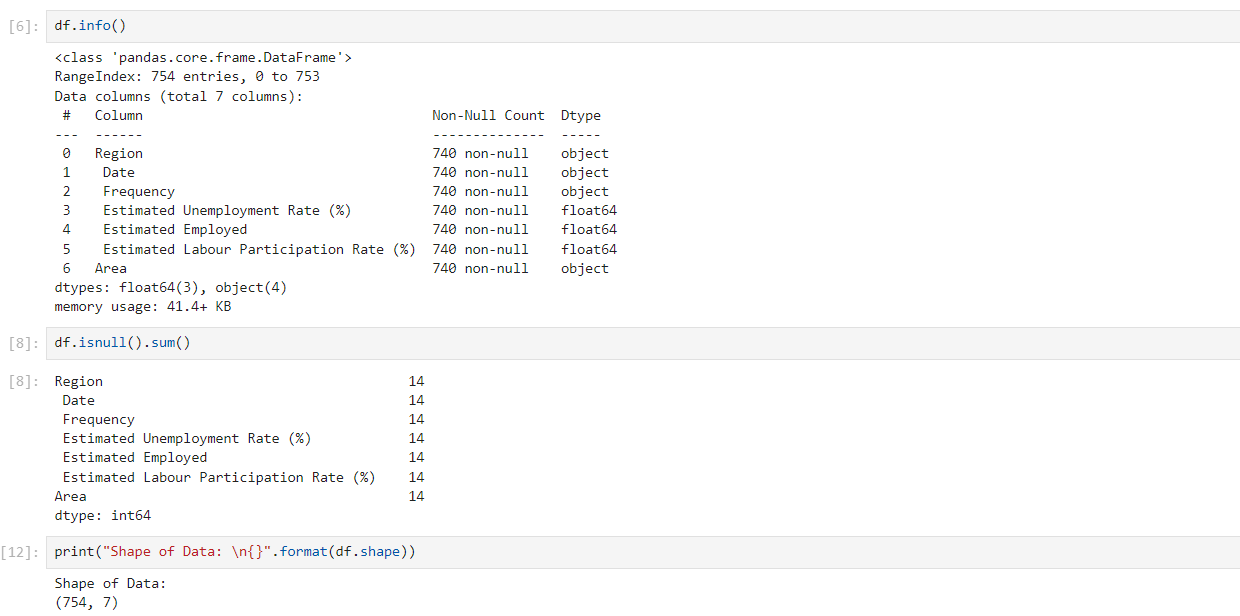 [6]: df.info()
<class 'pandas.core.frame.DataFrame'>
RangeIndex: 754 entries, 0 to 753
Data columns (total 7 columns):
 #   Column                                    Non-Null Count  Dtype
---  ------                                    --------------  -----
 0   Region                                    740 non-null    object
 1    Date                                     740 non-null    object
 2    Frequency                                740 non-null    object
 3    Estimated Unemployment Rate (%)          740 non-null    float64
 4    Estimated Employed                       740 non-null    float64
 5    Estimated Labour Participation Rate (%)  740 non-null    float64
 6   Area                                      740 non-null    object
dtypes: float64(3), object(4)
memory usage: 41.4+ KB
[8]: df.isnull().sum()
[8]: Region                                      14
 Date                                       14
 Frequency                                  14
 Estimated Unemployment Rate (%)            14
 Estimated Employed                         14
 Estimated Labour Participation Rate (%)    14
Area                                        14
dtype: int64
[12]: print("Shape of Data: \n{}".format(df.shape))
Shape of Data:
(754, 7)